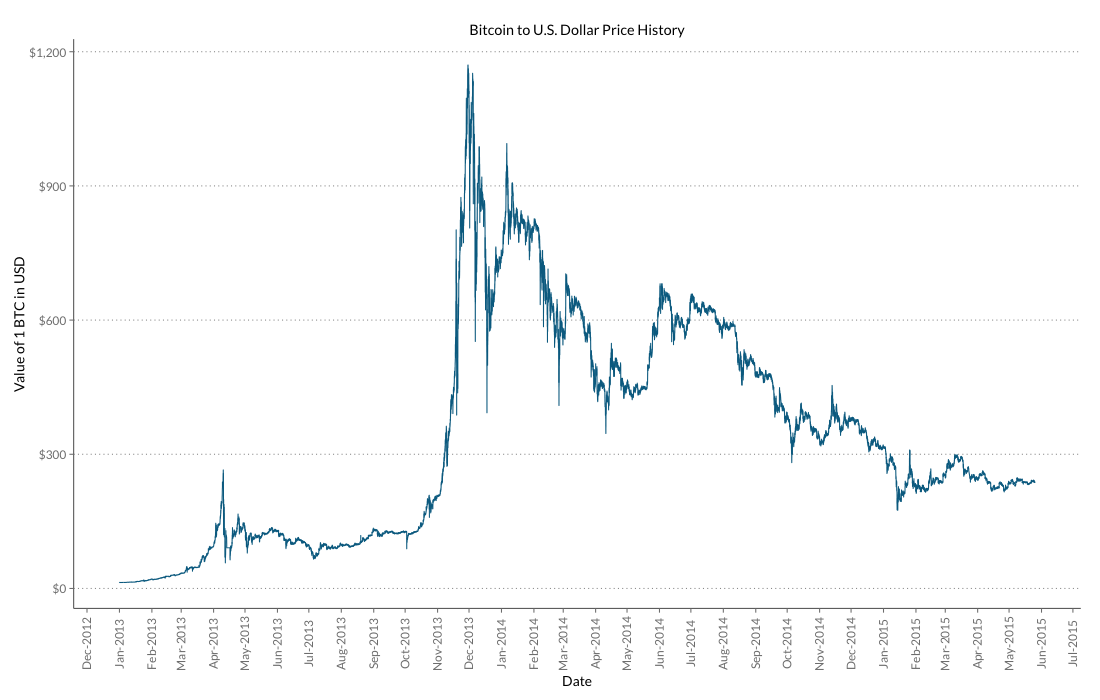 Bitcoin to U.S. Dollar Price History
$1,200
$900
$600
$300
$0
Value of 1 BTC in USD
Dec-2012
Jan-2013
Feb-2013
Mar-2013
Apr-2013
May-2013
Jun-2013
Jul-2013
Aug-2013
Sep-2013
Oct-2013
Nov-2013
Dec-2013
Jan-2014
Feb-2014
Mar-2014
Apr-2014
May-2014
Jun-2014
Jul-2014
Aug-2014
Sep-2014
Oct-2014
Nov-2014
Dec-2014
Jan-2015
Feb-2015
Mar-2015
Apr-2015
May-2015
Jun-2015
Jul-2015
Date